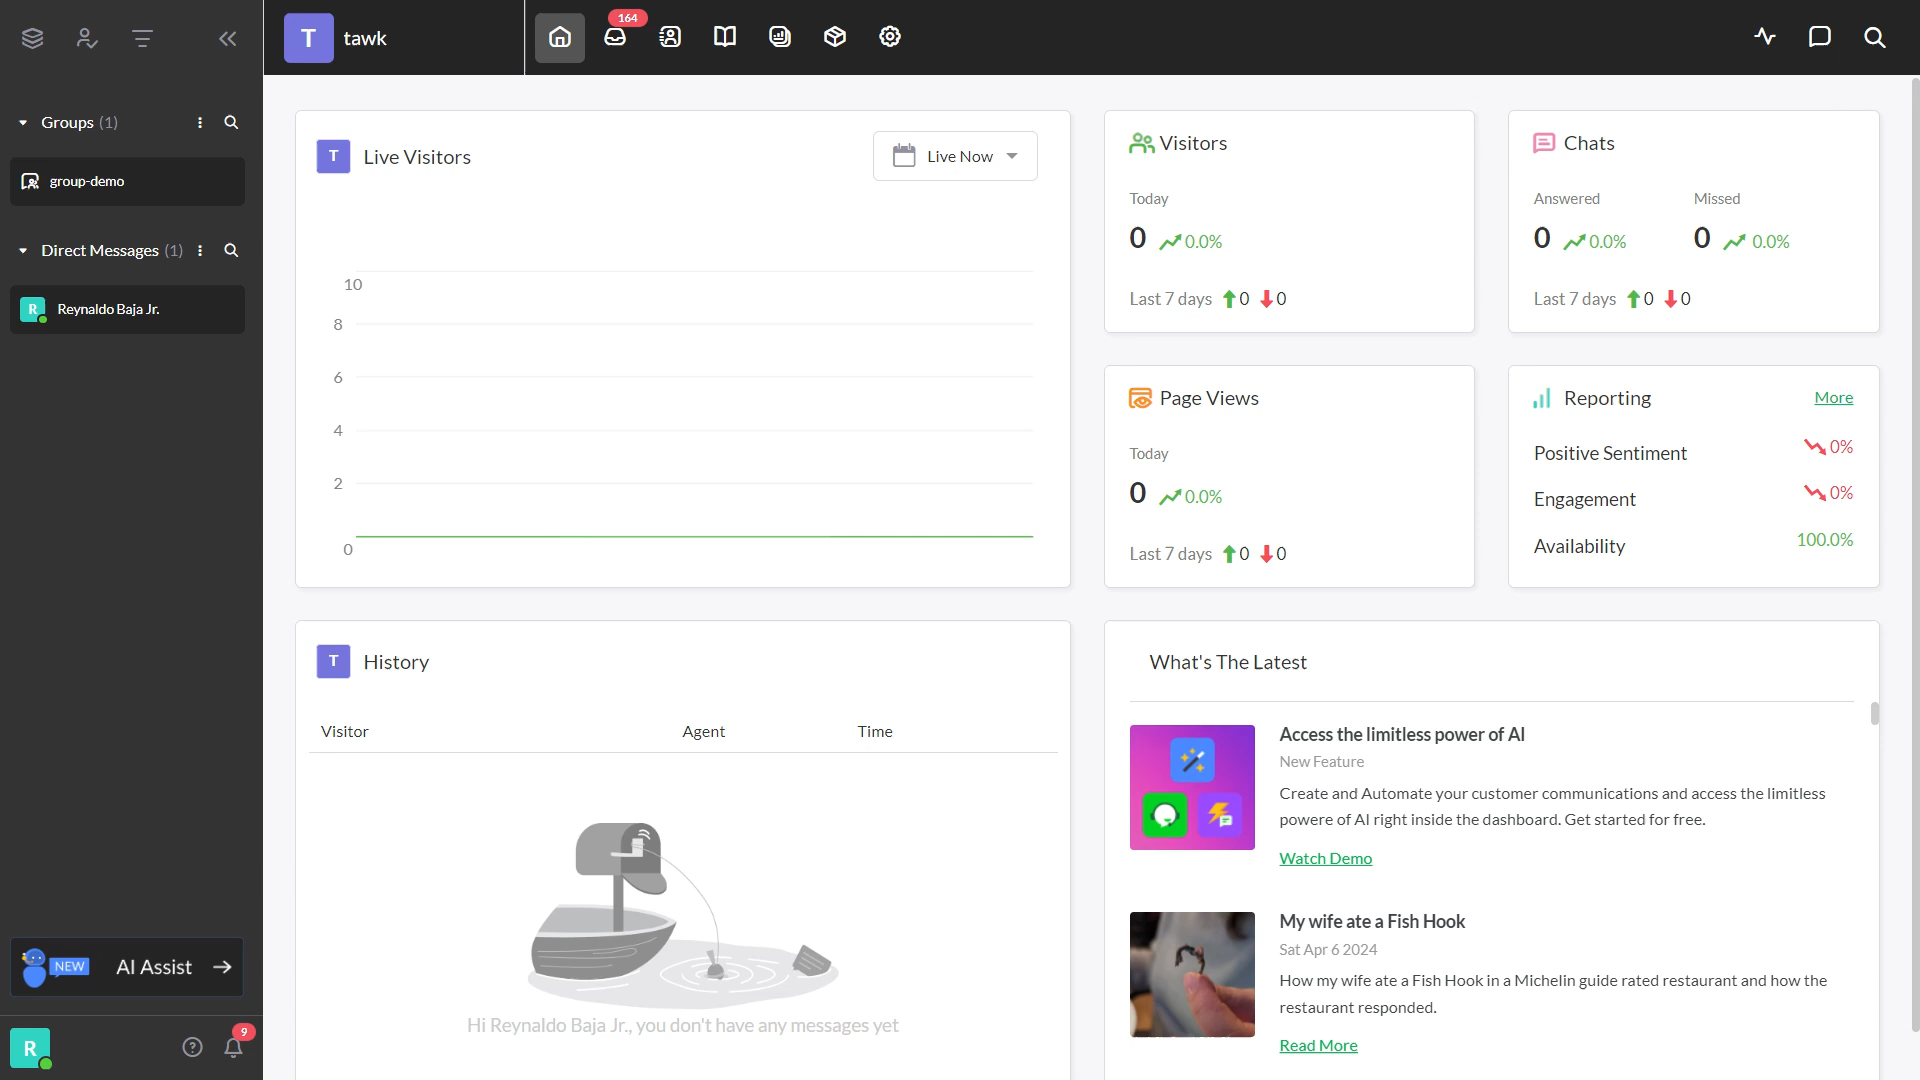 T tawk
164
Groups (1)
group-demo
Direct Messages (1)
R Reynaldo Baja Jr.
NEW AI Assist
R
9
T Live Visitors
Live Now
10
8
6
4
2
0
Visitors
Today
0 0.0%
Last 7 days 0 0
Chats
Answered Missed
0 0.0% 0 0.0%
Last 7 days 0 0
Page Views
Today
0 0.0%
Last 7 days 0 0
Reporting More
Positive Sentiment 0%
Engagement 0%
Availability 100.0%
T History
Visitor Agent Time
Hi Reynaldo Baja Jr., you don't have any messages yet
What's The Latest
Access the limitless power of AI
New Feature
Create and Automate your customer communications and access the limitless
powere of AI right inside the dashboard. Get started for free.
Watch Demo
My wife ate a Fish Hook
Sat Apr 6 2024
How my wife ate a Fish Hook in a Michelin guide rated restaurant and how the
restaurant responded.
Read More